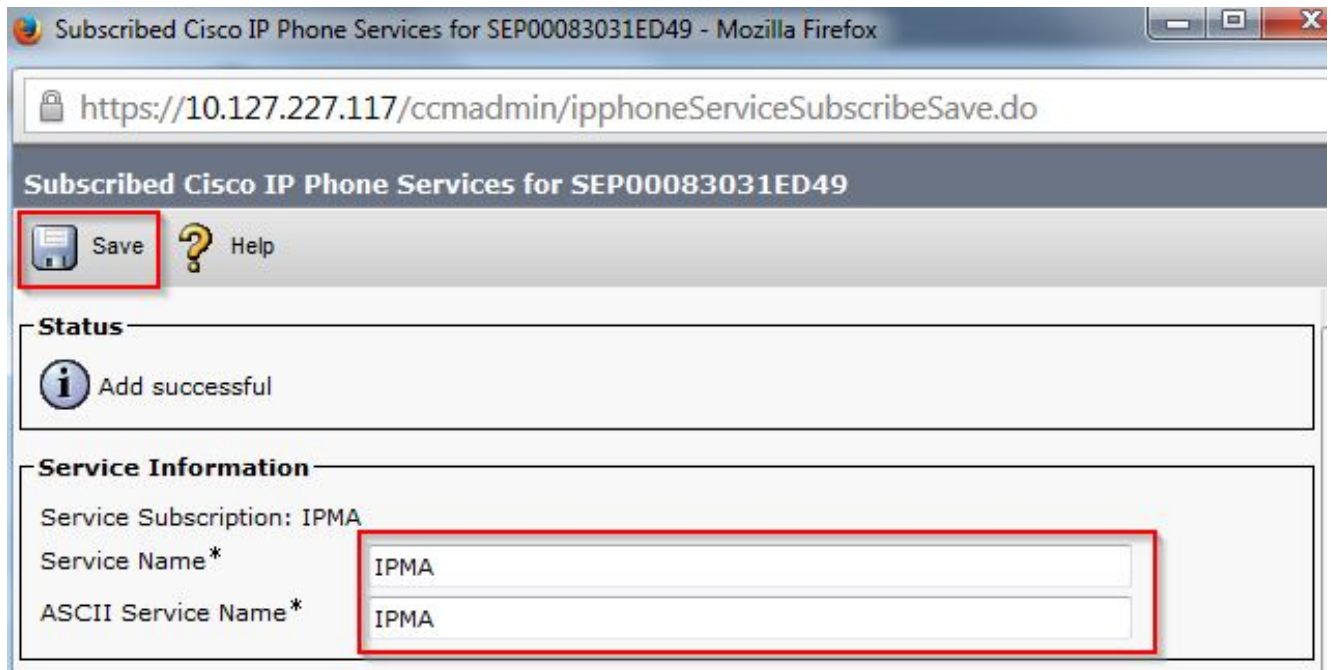 Subscribed Cisco IP Phone Services for SEP00083031ED49 - Mozilla Firefox
https://10.127.227.117/ccmadmin/ipphoneServiceSubscribeSave.do
Subscribed Cisco IP Phone Services for SEP00083031ED49
Save Help
Status
Add successful
Service Information
Service Subscription: IPMA
Service Name* IPMA
ASCII Service Name* IPMA